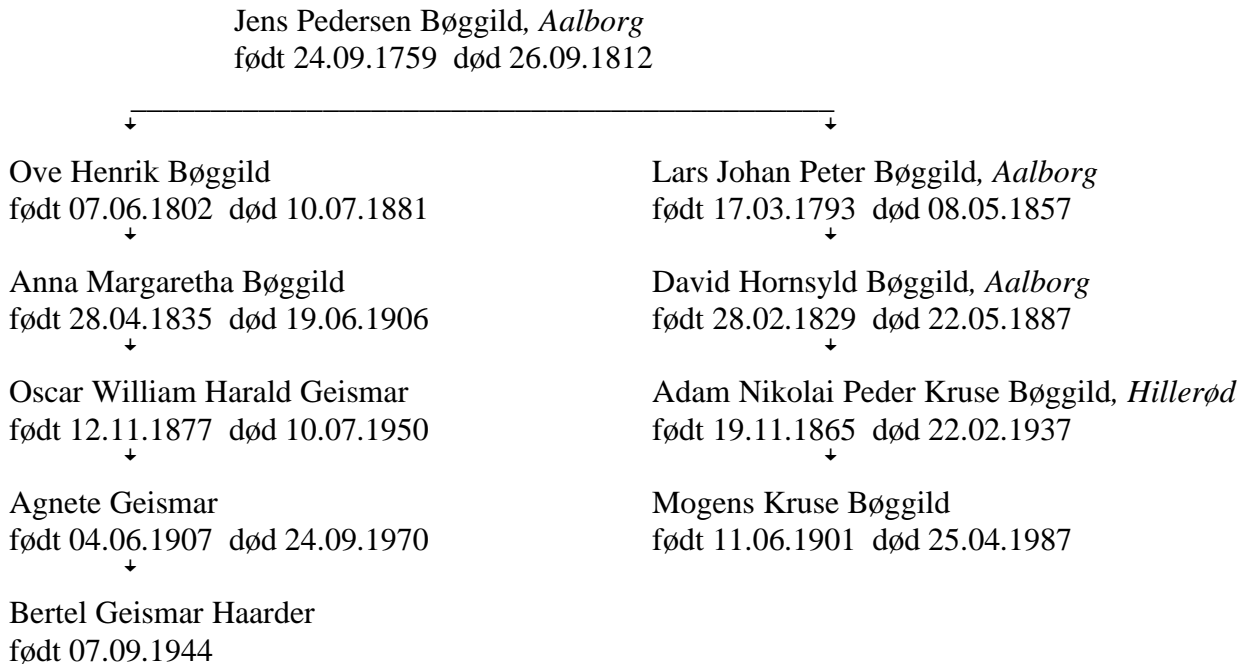 Jens Pedersen Bøggild, Aalborg
født 24.09.1759 død 26.09.1812
Ove Henrik Bøggild
født 07.06.1802 død 10.07.1881
Lars Johan Peter Bøggild, Aalborg
født 17.03.1793 død 08.05.1857
Anna Margaretha Bøggild
født 28.04.1835 død 19.06.1906
David Hornsyld Bøggild, Aalborg
født 28.02.1829 død 22.05.1887
Oscar William Harald Geismar
født 12.11.1877 død 10.07.1950
Adam Nikolai Peder Kruse Bøggild, Hillerød
født 19.11.1865 død 22.02.1937
Agnete Geismar
født 04.06.1907 død 24.09.1970
Mogens Kruse Bøggild
født 11.06.1901 død 25.04.1987
Bertel Geismar Haarder
født 07.09.1944